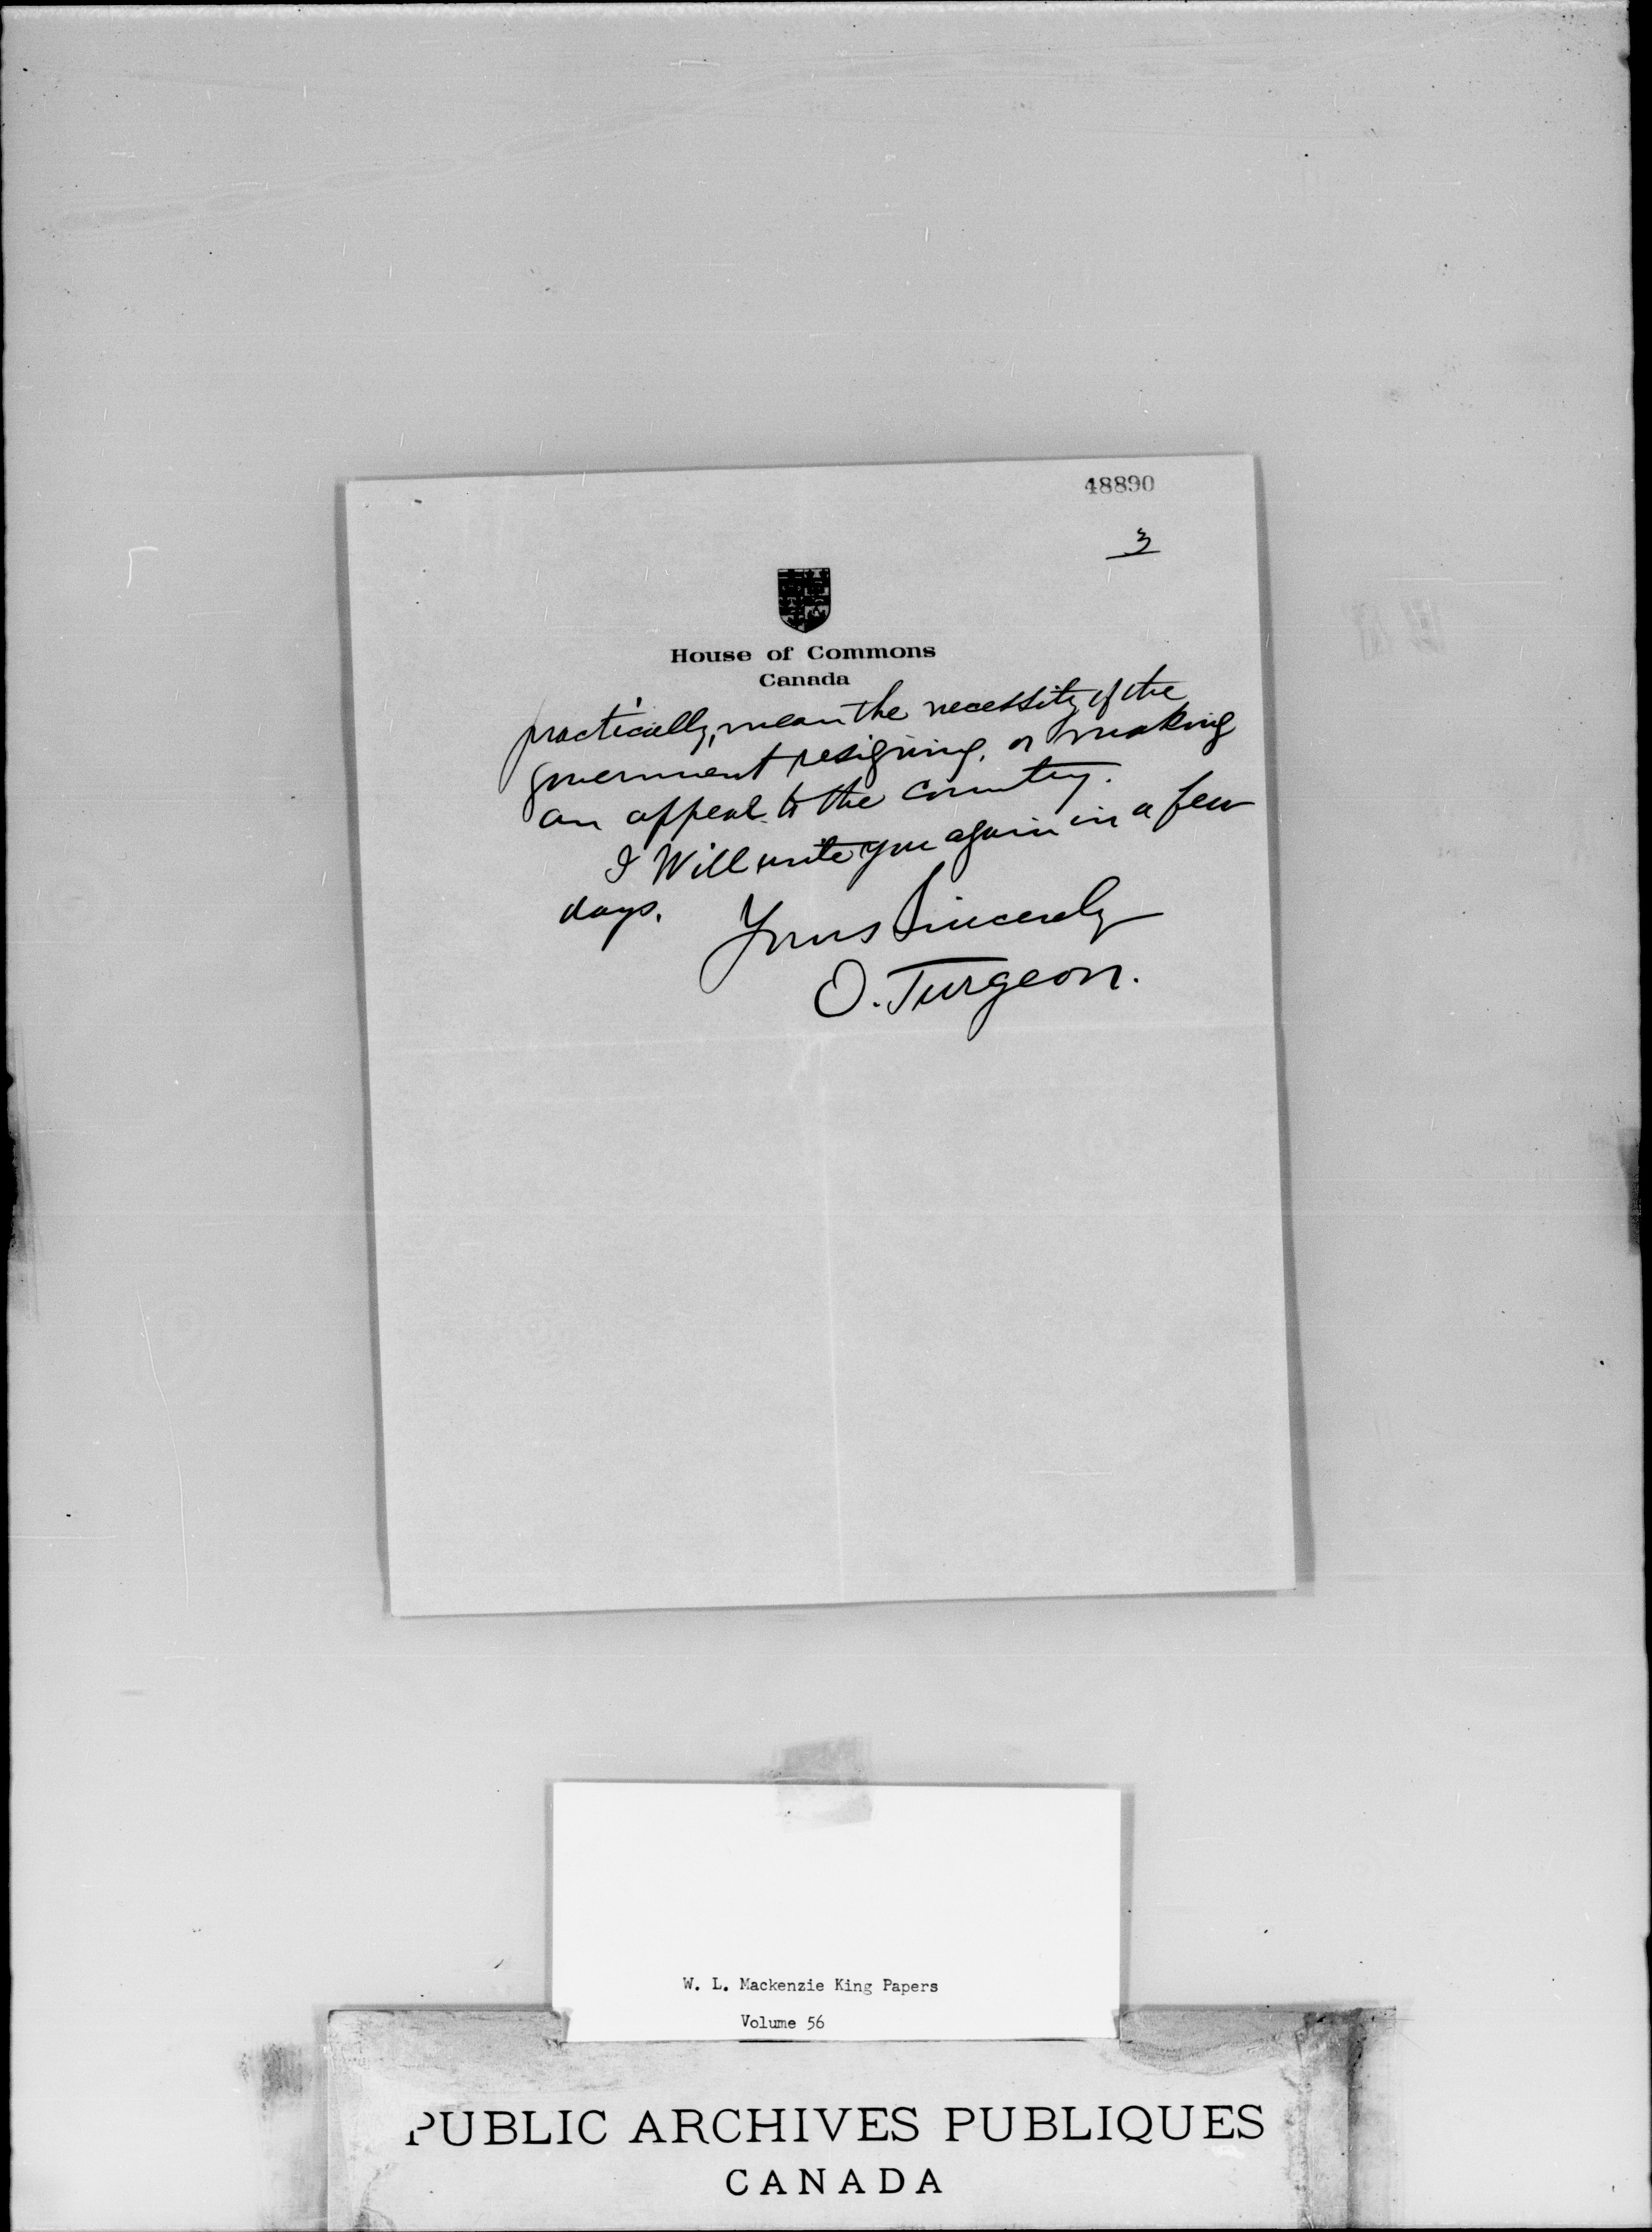 48890
3
House of Commons
Canada
practically, mean the necessity of the
government resigning, or making
an appeal to the country.
I Will write you again in a few
days.
Yours Sincerely
O. Turgeon.
W. L. Mackenzie King Papers
Volume 56
PUBLIC ARCHIVES PUBLIQUES
CANADA